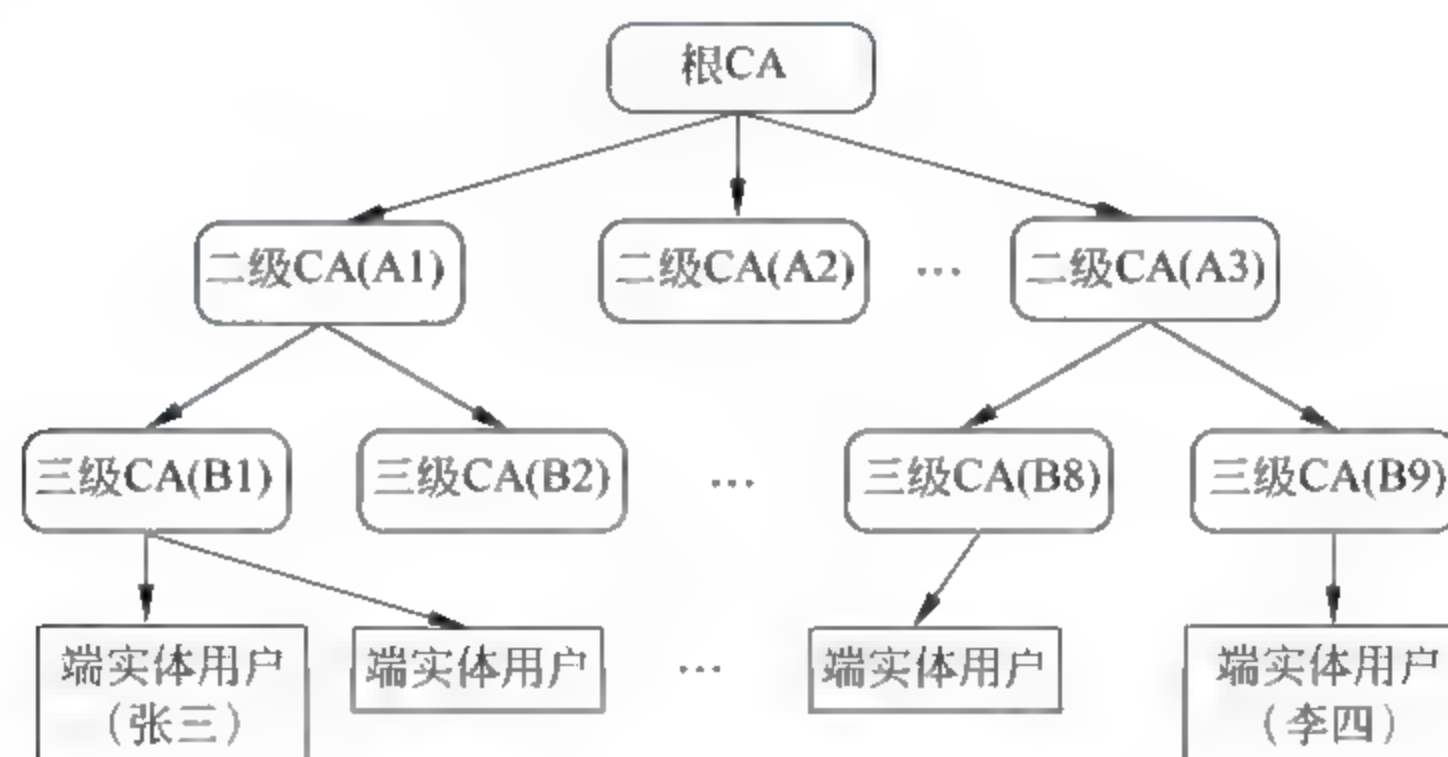 根CA
二级CA(A1)
二级CA(A2)
...
二级CA(A3)
三级CA(B1)
三级CA(B2)
...
三级CA(B8)
三级CA(B9)
端实体用户
(张三)
端实体用户
...
端实体用户
端实体用户
(李四)